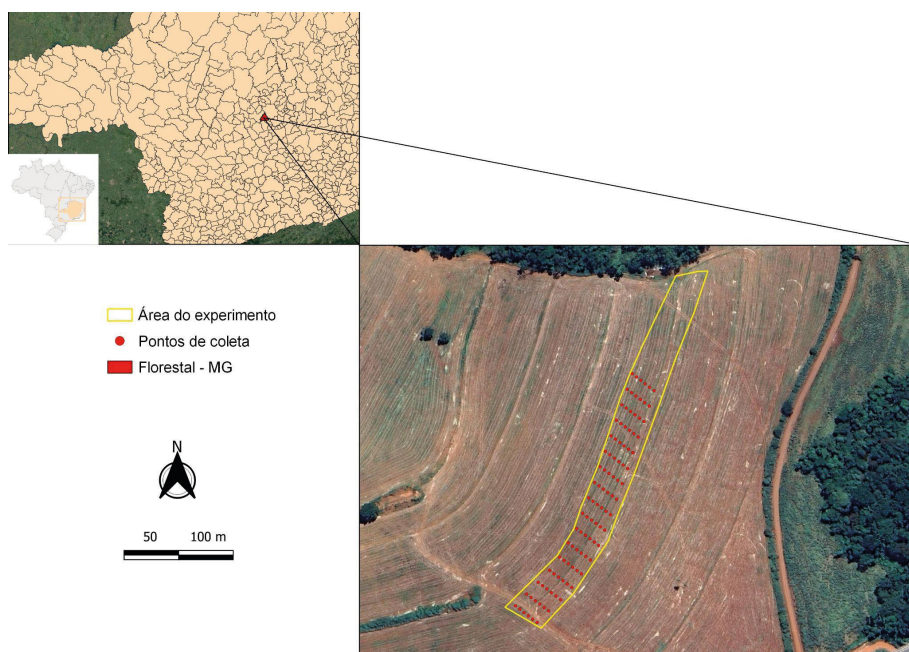 Área do experimento
Pontos de coleta
Florestal - MG
N
50 100 m